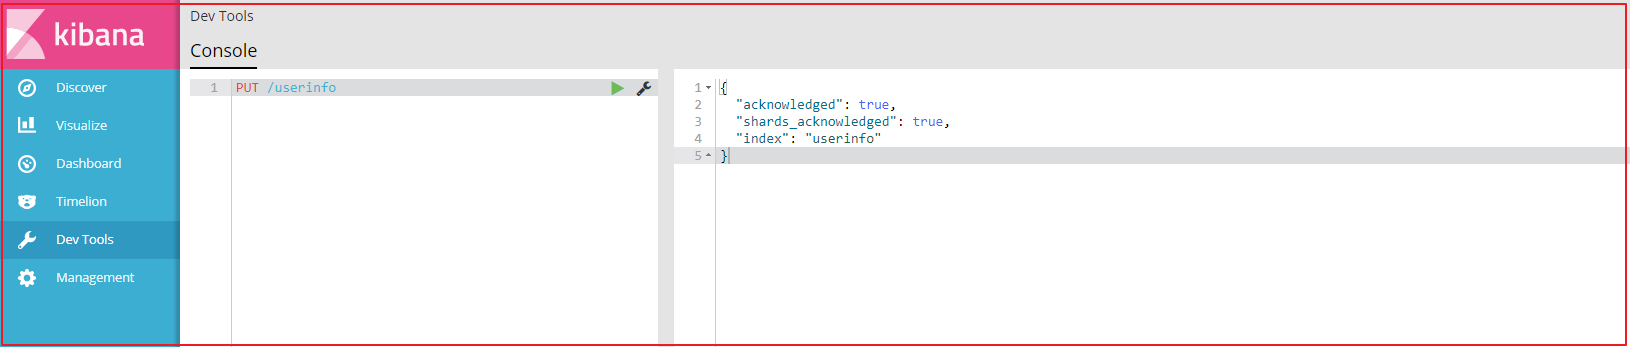 kibana
Discover
Visualize
Dashboard
Timelion
Dev Tools
Management
Dev Tools
Console
1 PUT /userinfo
1 {
2 "acknowledged": true,
3 "shards_acknowledged": true,
4 "index": "userinfo"
5 }